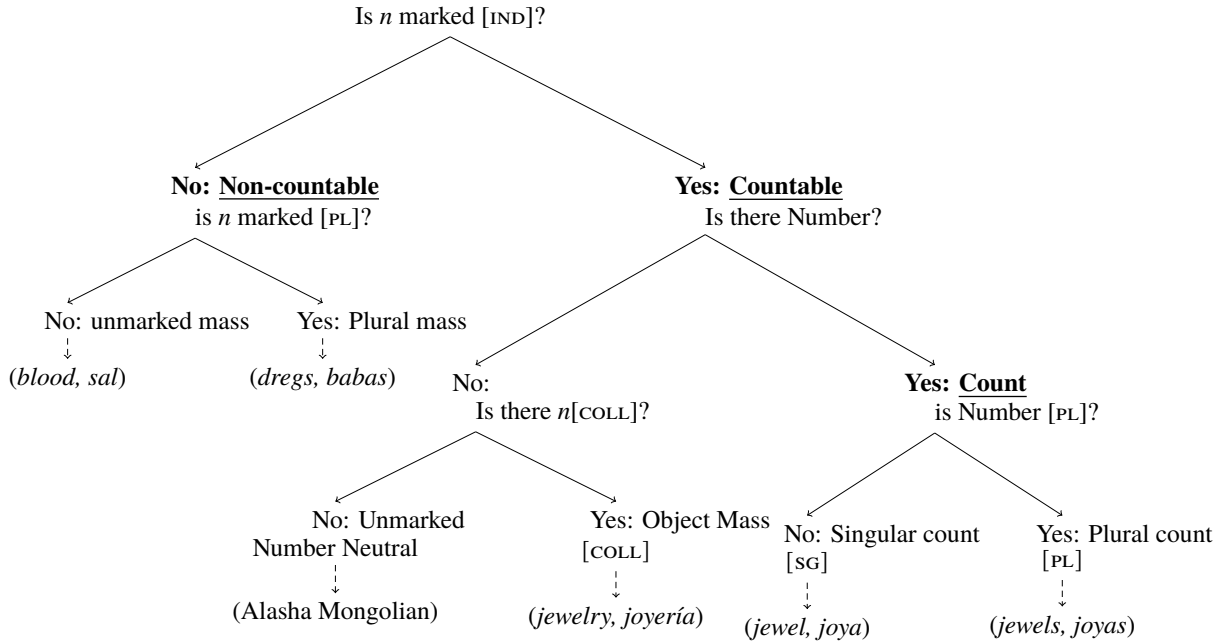 Is n marked [IND]?
No: Non-countable
is n marked [PL]?
Yes: Countable
Is there Number?
No: unmarked mass
Yes: Plural mass
(blood, sal)
(dregs, babas)
No:
Is there n[COLL]?
Yes: Count
is Number [PL]?
No: Unmarked
Number Neutral
Yes: Object Mass
[COLL]
No: Singular count
[SG]
Yes: Plural count
[PL]
(Alasha Mongolian)
(jewelry, joyería)
(jewel, joya)
(jewels, joyas)